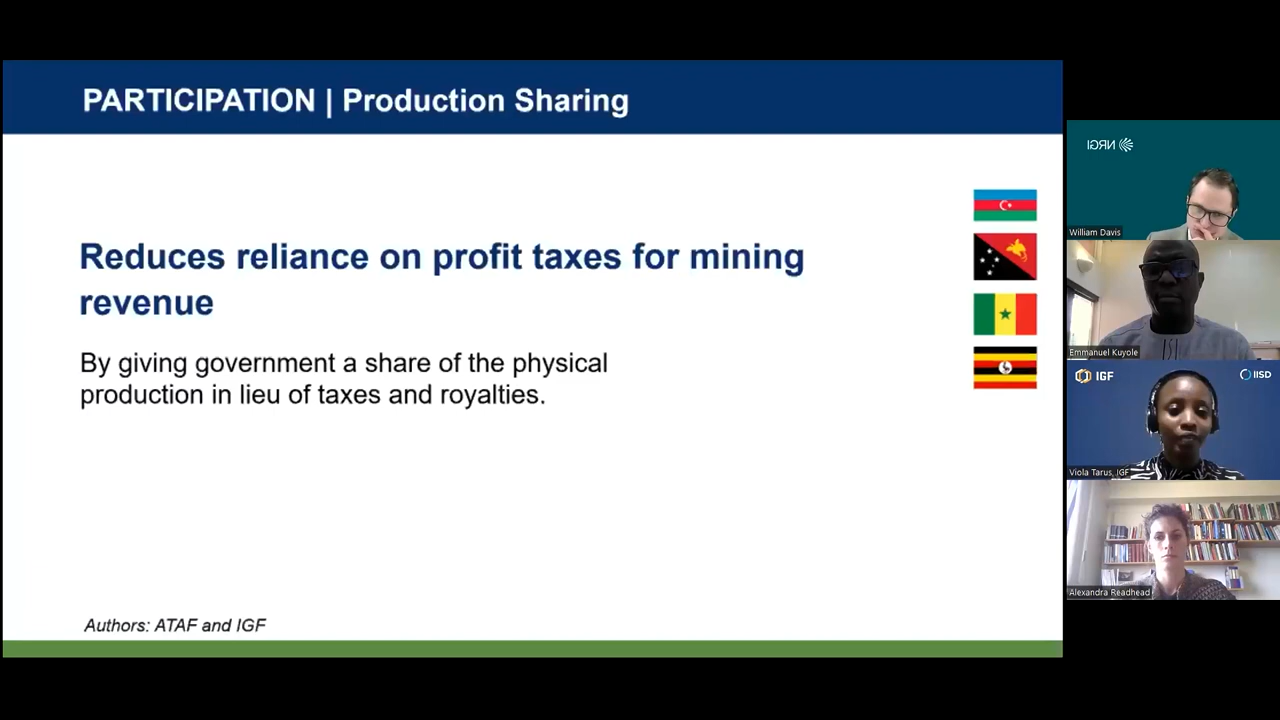 PARTICIPATION | Production Sharing
Reduces reliance on profit taxes for mining
revenue
By giving government a share of the physical
production in lieu of taxes and royalties.
Authors: ATAF and IGF
NRGI
William Davis
Emmanuel Kuyole
IGF
IISD
Viola Tarus, IGF
Alexandra Readhead